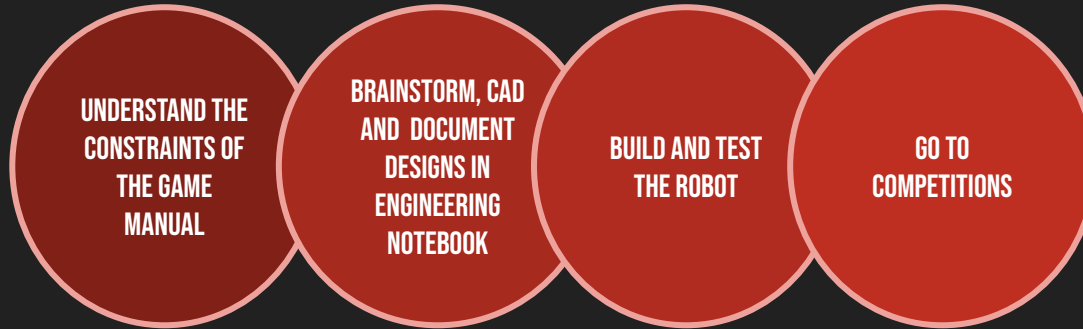 UNDERSTAND THE
CONSTRAINTS OF
THE GAME
MANUAL
BRAINSTORM, CAD
AND DOCUMENT
DESIGNS IN
ENGINEERING
NOTEBOOK
BUILD AND TEST
THE ROBOT
GO TO
COMPETITIONS